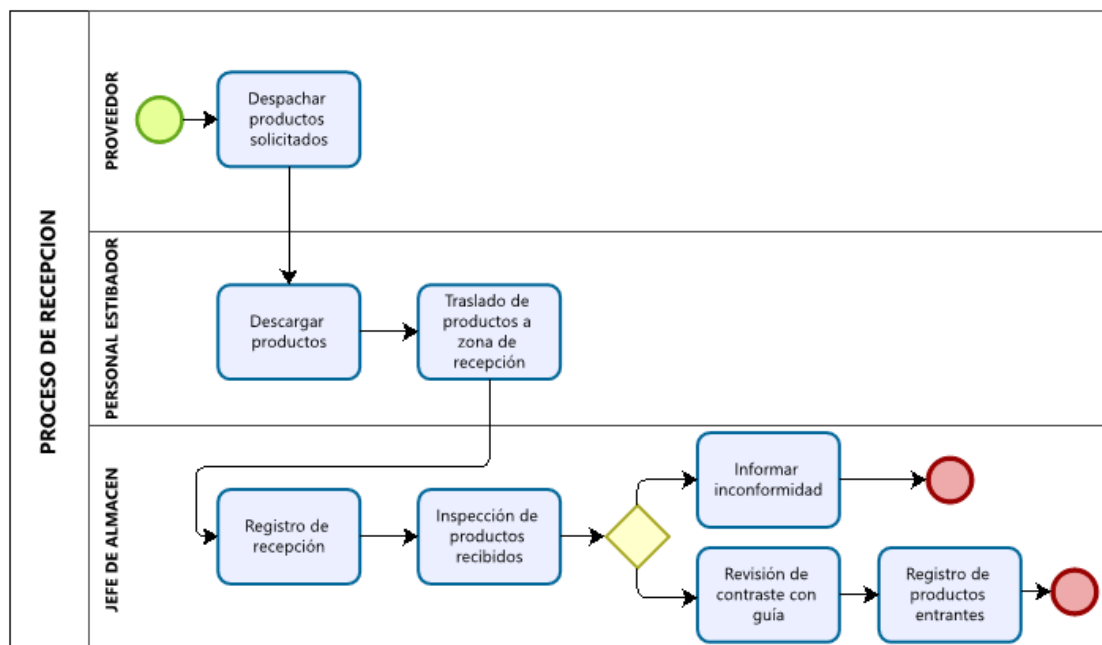 PROCESO DE RECEPCION
PROVEEDOR
Despachar
productos
solicitados
PERSONAL ESTIBADOR
Descargar
productos
Traslado de
productos a
zona de
recepción
JEFE DE ALMACEN
Registro de
recepción
Inspección de
productos
recibidos
Informar
inconformidad
Revisión de
contraste con
guía
Registro de
productos
entrantes